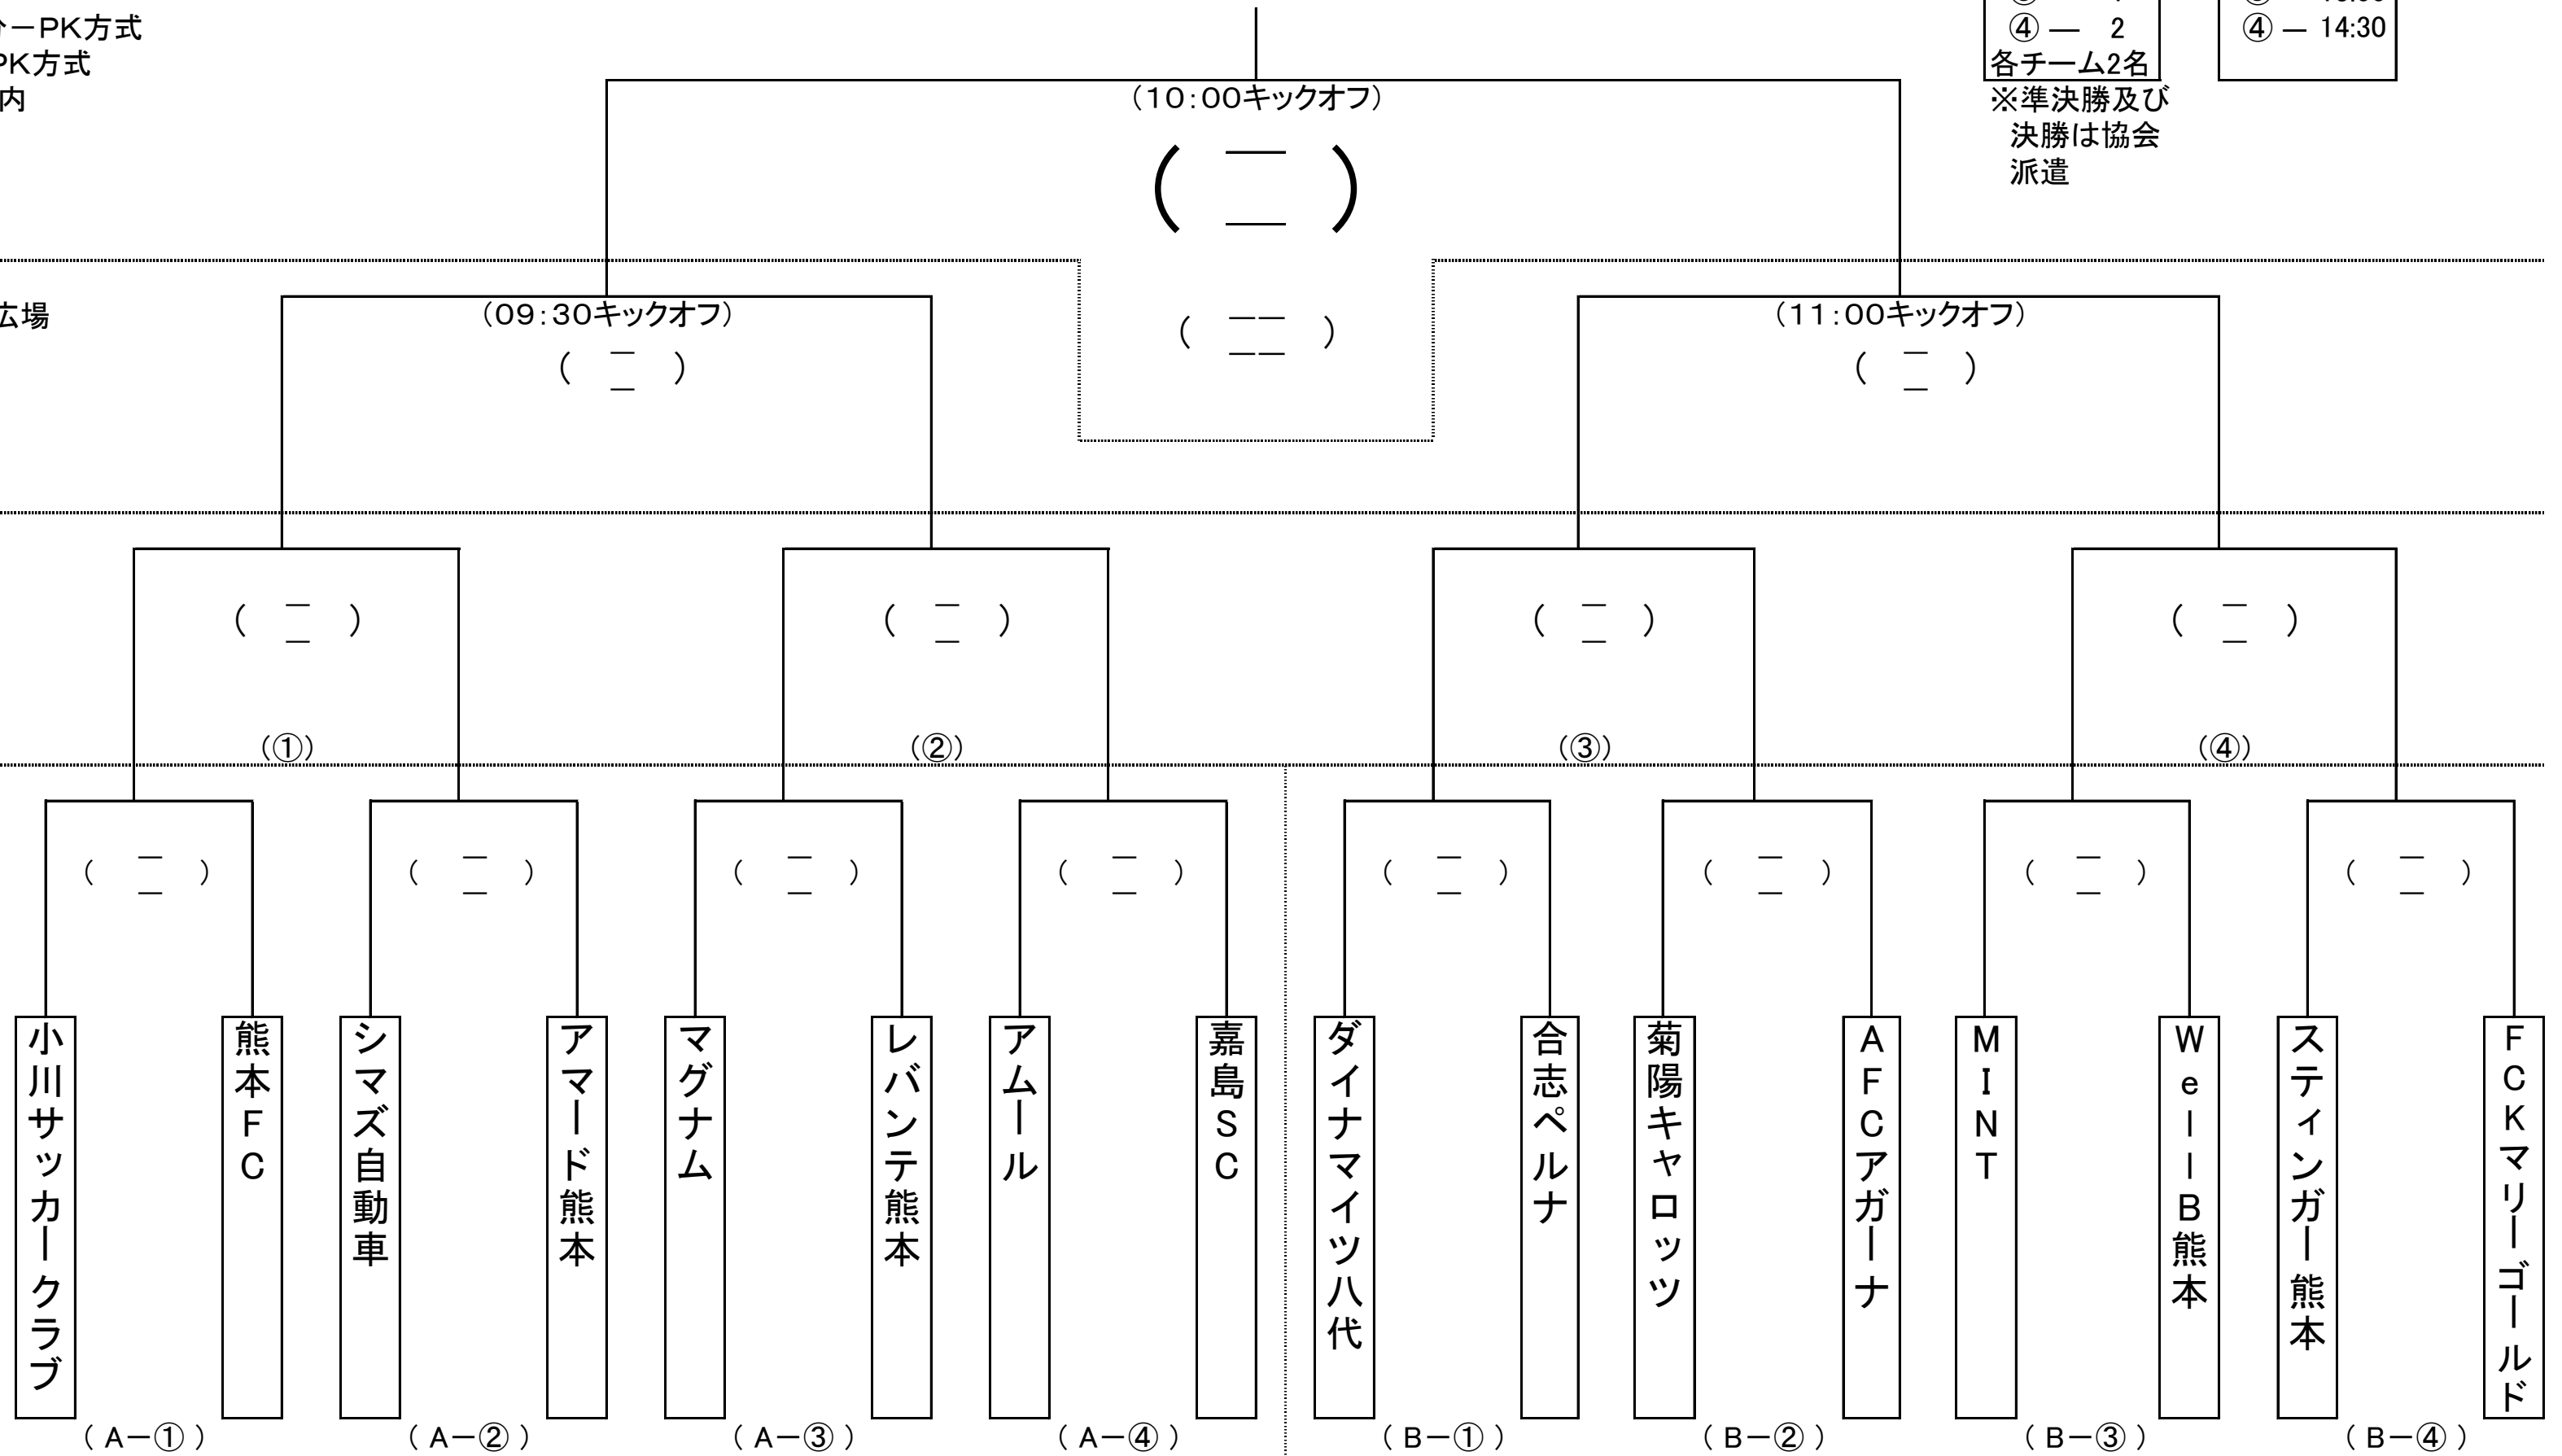 ーPK方式
PK方式
内
④ ― 2
各チーム2名
※準決勝及び
決勝は協会
派遣
④ ― 14:30
（10：00キックオフ）
広場
（09：30キックオフ）
（11：00キックオフ）
（①）
（②）
（③）
（④）
小川サッカークラブ
熊本FC
シマズ自動車
アマード熊本
マグナム
レバンテ熊本
アムール
嘉島SC
ダイナマイツ八代
合志ペルナ
菊陽キャロッツ
AFCアガーナ
MINT
WellB熊本
スティンガー熊本
FCKマリーゴールド
（ A－① ）
（ A－② ）
（ A－③ ）
（ A－④ ）
（ B－① ）
（ B－② ）
（ B－③ ）
（ B－④ ）